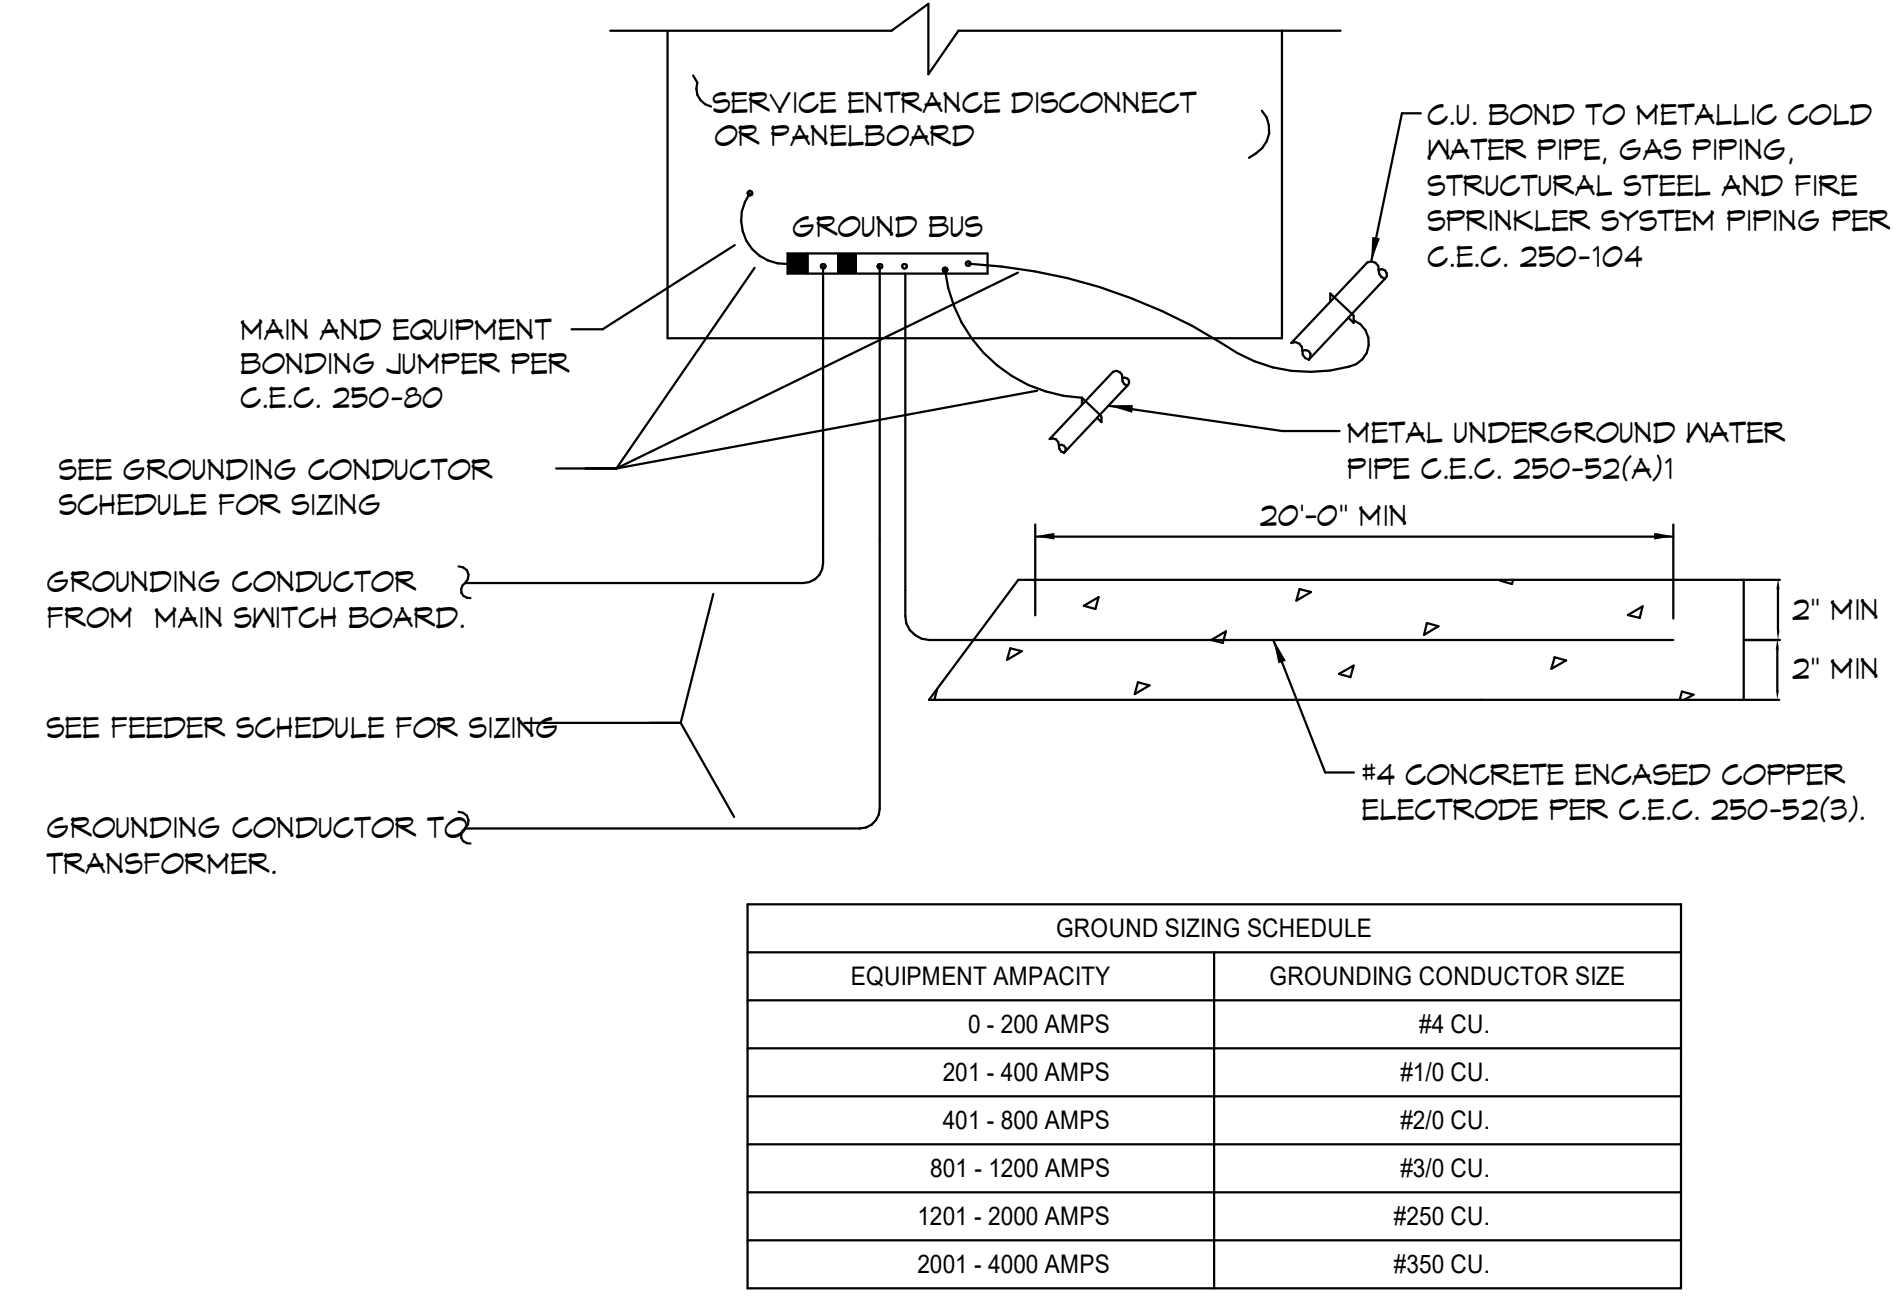 SERVICE ENTRANCE DISCONNECT
OR PANELBOARD
GROUND BUS
C.U. BOND TO METALLIC COLD
WATER PIPE, GAS PIPING,
STRUCTURAL STEEL AND FIRE
SPRINKLER SYSTEM PIPING PER
C.E.C. 250-104
MAIN AND EQUIPMENT
BONDING JUMPER PER
C.E.C. 250-80
SEE GROUNDING CONDUCTOR
SCHEDULE FOR SIZING
METAL UNDERGROUND WATER
PIPE C.E.C. 250-52(A)1
20'-0" MIN
GROUNDING CONDUCTOR
FROM MAIN SWITCH BOARD.
2" MIN
2" MIN
SEE FEEDER SCHEDULE FOR SIZING
#4 CONCRETE ENCASED COPPER
ELECTRODE PER C.E.C. 250-52(3).
GROUNDING CONDUCTOR TO
TRANSFORMER.
GROUND SIZING SCHEDULE
EQUIPMENT AMPACITY GROUNDING CONDUCTOR SIZE
0 - 200 AMPS #4 CU.
201 - 400 AMPS #1/0 CU.
401 - 800 AMPS #2/0 CU.
801 - 1200 AMPS #3/0 CU.
1201 - 2000 AMPS #250 CU.
2001 - 4000 AMPS #350 CU.